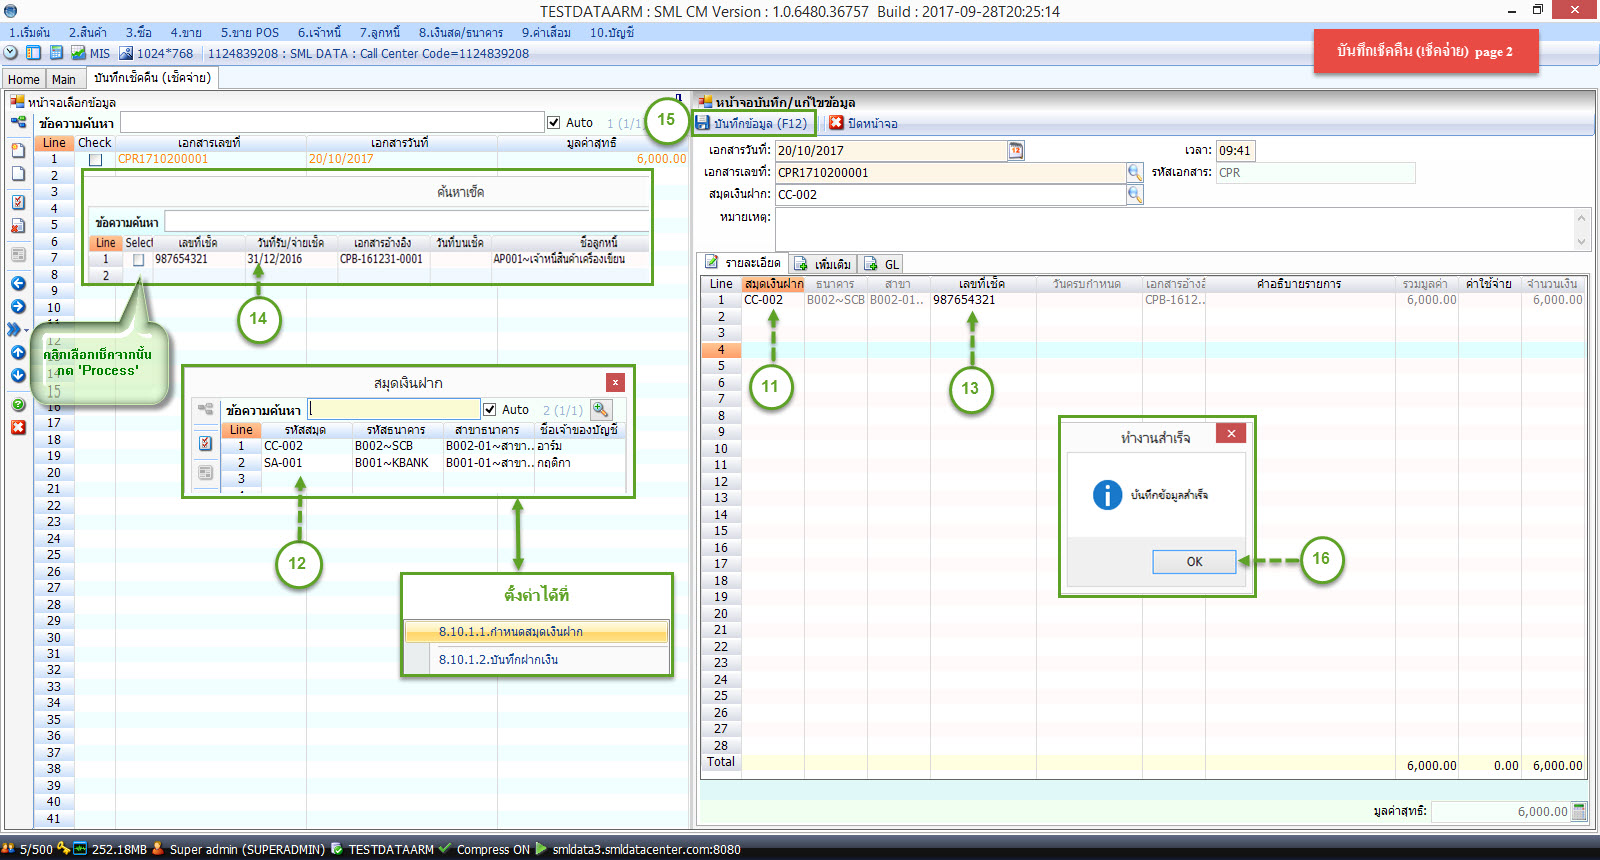 TESTDATAARM : SML CM Version : 1.0.6480.36757 Build : 2017-09-28T20:25:14
1.เริ่มต้น 2.สินค้า 3.ซื้อ 4.ขาย 5.ขาย POS 6.เจ้าหนี้ 7.ลูกหนี้ 8.เงินสด/ธนาคาร 9.ค่าเสื่อม 10.บัญชี
MIS 1024*768 1124839208 : SML DATA : Call Center Code=1124839208
บันทึกเช็คคืน (เช็คจ่าย) page 2
Home Main บันทึกเช็คคืน (เช็คจ่าย)
หน้าจอเลือกข้อมูล
ข้อความค้นหา Auto 1 (1/1)
Line Check เอกสารเลขที่ เอกสารวันที่ มูลค่าสุทธิ
1 CPR1710200001 20/10/2017 6,000.00
2
3
4
5
6
7
8
9
10
11
12
14
15
16
17
18
19
20
21
22
23
24
25
26
27
28
29
30
31
32
33
34
35
36
37
38
39
40
41
ค้นหาเช็ค
ข้อความค้นหา
Line Select เลขที่เช็ค วันที่รับ/จ่ายเช็ค เอกสารอ้างอิง วันที่บนเช็ค ชื่อลูกหนี้
1 987654321 31/12/2016 CPB-161231-0001 AP001~เจ้าหนี้สินค้าเครื่องเขียน
2
14
คลิกเลือกเช็คจากนั้น
กด 'Process'
สมุดเงินฝาก
ข้อความค้นหา Auto 2 (1/1)
Line รหัสสมุด รหัสธนาคาร สาขาธนาคาร ชื่อเจ้าของบัญชี
1 CC-002 B002~SCB B002-01~สาขา.. อาร์ม
2 SA-001 B001~KBANK B001-01~สาขา.. กฤติกา
3
12
ตั้งค่าได้ที่
8.10.1.1.กำหนดสมุดเงินฝาก
8.10.1.2.บันทึกฝากเงิน
หน้าจอบันทึก/แก้ไขข้อมูล
15 บันทึกข้อมูล (F12) ปิดหน้าจอ
เอกสารวันที่: 20/10/2017 เวลา: 09:41
เอกสารเลขที่: CPR1710200001 รหัสเอกสาร: CPR
สมุดเงินฝาก: CC-002
หมายเหตุ:
รายละเอียด เพิ่มเติม GL
Line สมุดเงินฝาก ธนาคาร สาขา เลขที่เช็ค วันครบกำหนด เอกสารอ้างอิ คำอธิบายรายการ รวมมูลค่า ค่าใช้จ่าย จำนวนเงิน
1 CC-002 B002~SCB B002-01.. 987654321 CPB-1612.. 6,000.00 6,000.00
2
3
4
5
6
7
8
9
10
11
12
13
14
15
16
17
18
19
20
21
22
23
24
25
26
27
28
Total 6,000.00 0.00 6,000.00
11
13
ทำงานสำเร็จ
บันทึกข้อมูลสำเร็จ
OK
16
มูลค่าสุทธิ: 6,000.00
5/500 252.18MB Super admin (SUPERADMIN) TESTDATAARM Compress ON smldata3.smldatacenter.com:8080